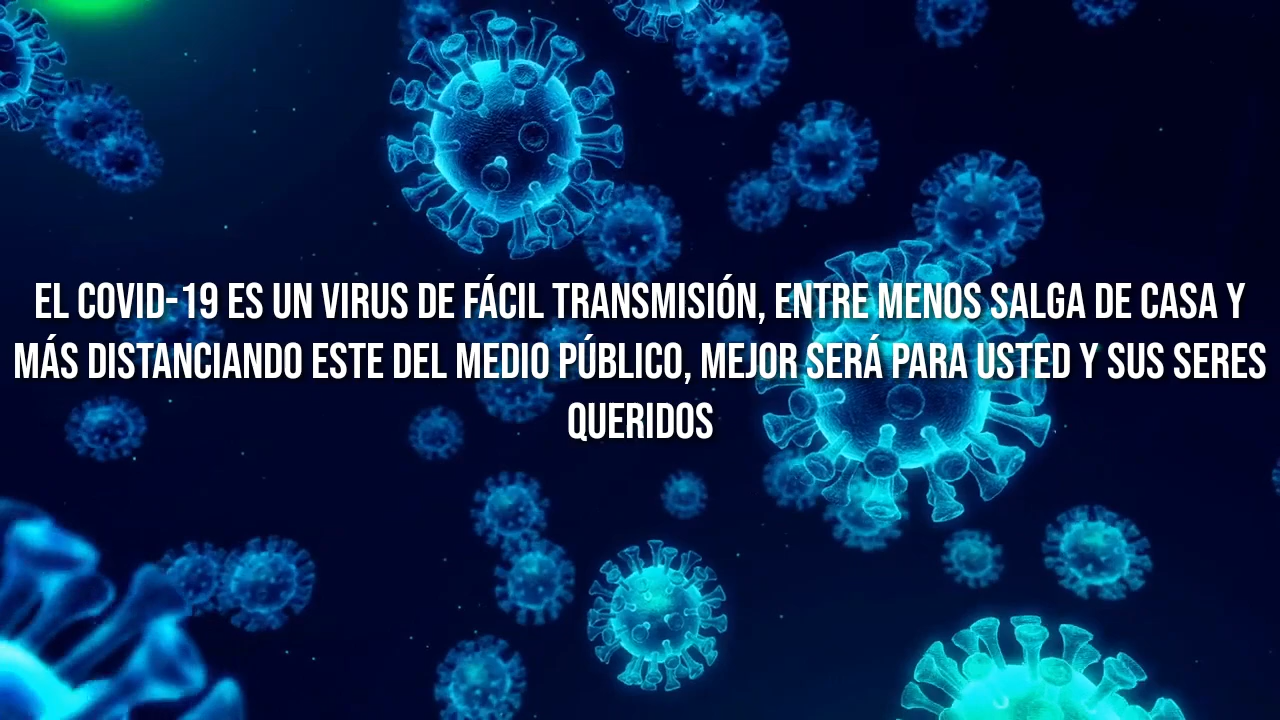 EL COVID-19 ES UN VIRUS DE FÁCIL TRANSMISIÓN, ENTRE MENOS SALGA DE CASA Y
MÁS DISTANCIANDO ESTE DEL MEDIO PÚBLICO, MEJOR SERÁ PARA USTED Y SUS SERES
QUERIDOS